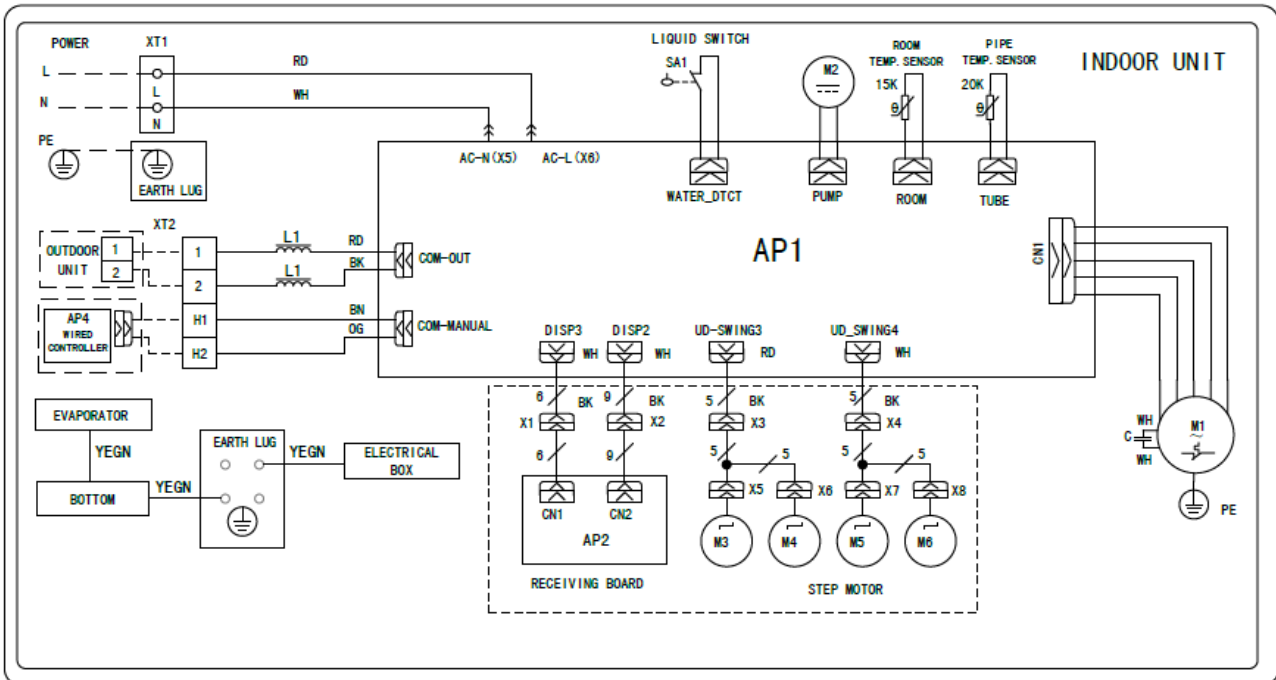 INDOOR UNIT
POWER
XT1
L
N
PE
L
N
RD
WH
EARTH LUG
AC-N(X5)
AC-L(X6)
LIQUID SWITCH
SA1
WATER_DTCT
M2
PUMP
ROOM
TEMP. SENSOR
15K
θ
ROOM
PIPE
TEMP. SENSOR
20K
θ
TUBE
XT2
OUTDOOR
UNIT
1
2
1
2
H1
H2
L1
L1
RD
BK
COM-OUT
AP4
WIRED
CONTROLLER
BN
OG
COM-MANUAL
AP1
CN1
DISP3
WH
DISP2
WH
UD-SWING3
RD
UD_SWING4
WH
6
BK
9
BK
5
BK
5
BK
X1
X2
X3
X4
6
9
5
5
5
5
X5
X6
X7
X8
CN1
CN2
AP2
RECEIVING BOARD
M3
M4
M5
M6
STEP MOTOR
WH
C
WH
M1
~
PE
EVAPORATOR
YEGN
BOTTOM
YEGN
EARTH LUG
YEGN
ELECTRICAL
BOX